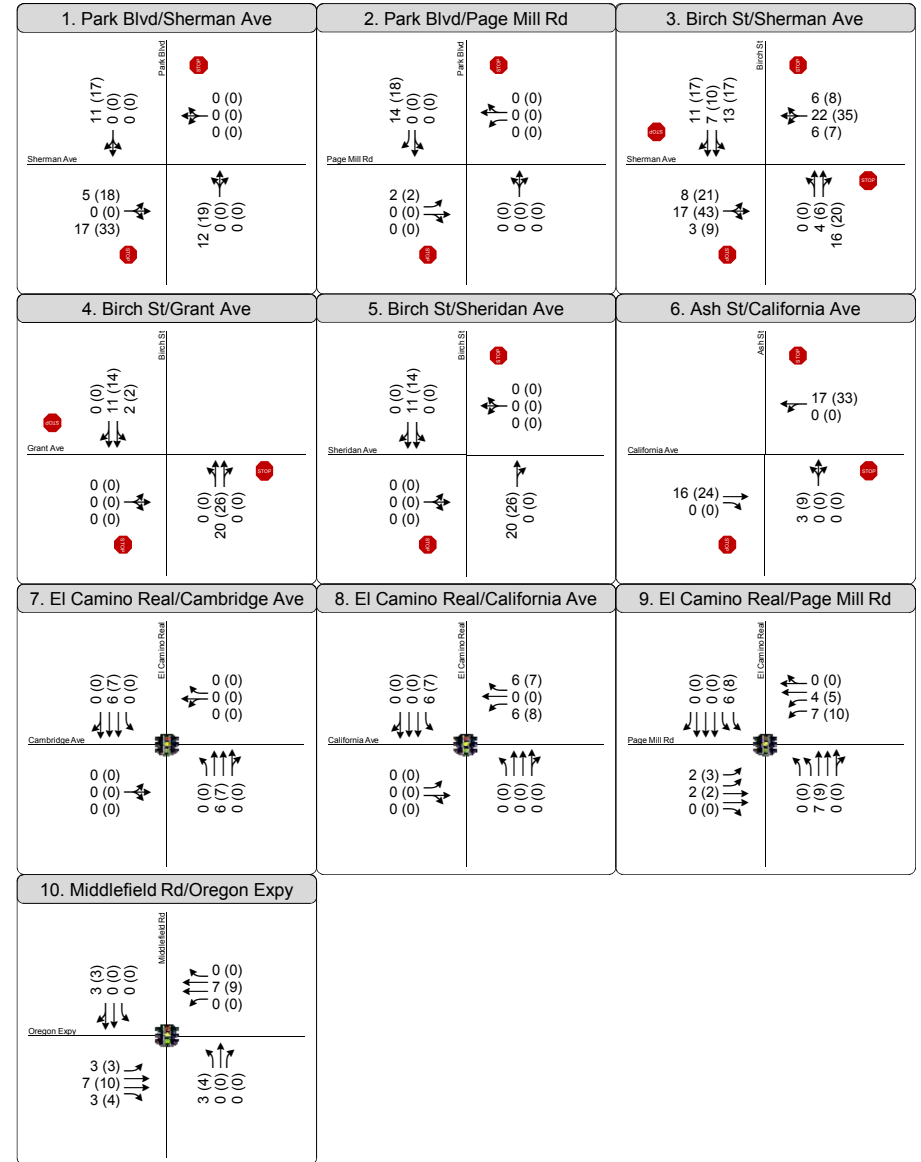 1. Park Blvd/Sherman Ave
Park Blvd
STOP
11 (17)
0 (0)
0 (0)
0 (0)
0 (0)
0 (0)
Sherman Ave
5 (18)
0 (0)
17 (33)
12 (19)
0 (0)
0 (0)
STOP
2. Park Blvd/Page Mill Rd
Park Blvd
STOP
14 (18)
0 (0)
0 (0)
0 (0)
0 (0)
0 (0)
Page Mill Rd
2 (2)
0 (0)
0 (0)
0 (0)
0 (0)
0 (0)
STOP
3. Birch St/Sherman Ave
Birch St
STOP
11 (17)
7 (10)
13 (17)
6 (8)
22 (35)
6 (7)
STOP
Sherman Ave
STOP
8 (21)
17 (43)
3 (9)
0 (0)
4 (6)
16 (20)
STOP
4. Birch St/Grant Ave
Birch St
0 (0)
11 (14)
2 (2)
STOP
Grant Ave
STOP
0 (0)
0 (0)
0 (0)
0 (0)
20 (26)
0 (0)
STOP
5. Birch St/Sheridan Ave
Birch St
STOP
0 (0)
11 (14)
0 (0)
0 (0)
0 (0)
0 (0)
Sheridan Ave
0 (0)
0 (0)
0 (0)
20 (26)
0 (0)
STOP
6. Ash St/California Ave
Ash St
STOP
17 (33)
0 (0)
California Ave
STOP
16 (24)
0 (0)
3 (9)
0 (0)
0 (0)
STOP
7. El Camino Real/Cambridge Ave
El Camino Real
0 (0)
6 (7)
0 (0)
0 (0)
0 (0)
0 (0)
Cambridge Ave
0 (0)
0 (0)
0 (0)
0 (0)
6 (7)
0 (0)
8. El Camino Real/California Ave
El Camino Real
0 (0)
0 (0)
6 (7)
6 (7)
0 (0)
6 (8)
California Ave
0 (0)
0 (0)
0 (0)
0 (0)
0 (0)
0 (0)
9. El Camino Real/Page Mill Rd
El Camino Real
0 (0)
0 (0)
6 (8)
0 (0)
4 (5)
7 (10)
Page Mill Rd
2 (3)
2 (2)
0 (0)
0 (0)
7 (9)
0 (0)
10. Middlefield Rd/Oregon Expy
Middlefield Rd
3 (3)
0 (0)
0 (0)
0 (0)
7 (9)
0 (0)
Oregon Expy
3 (3)
7 (10)
3 (4)
3 (4)
0 (0)
0 (0)